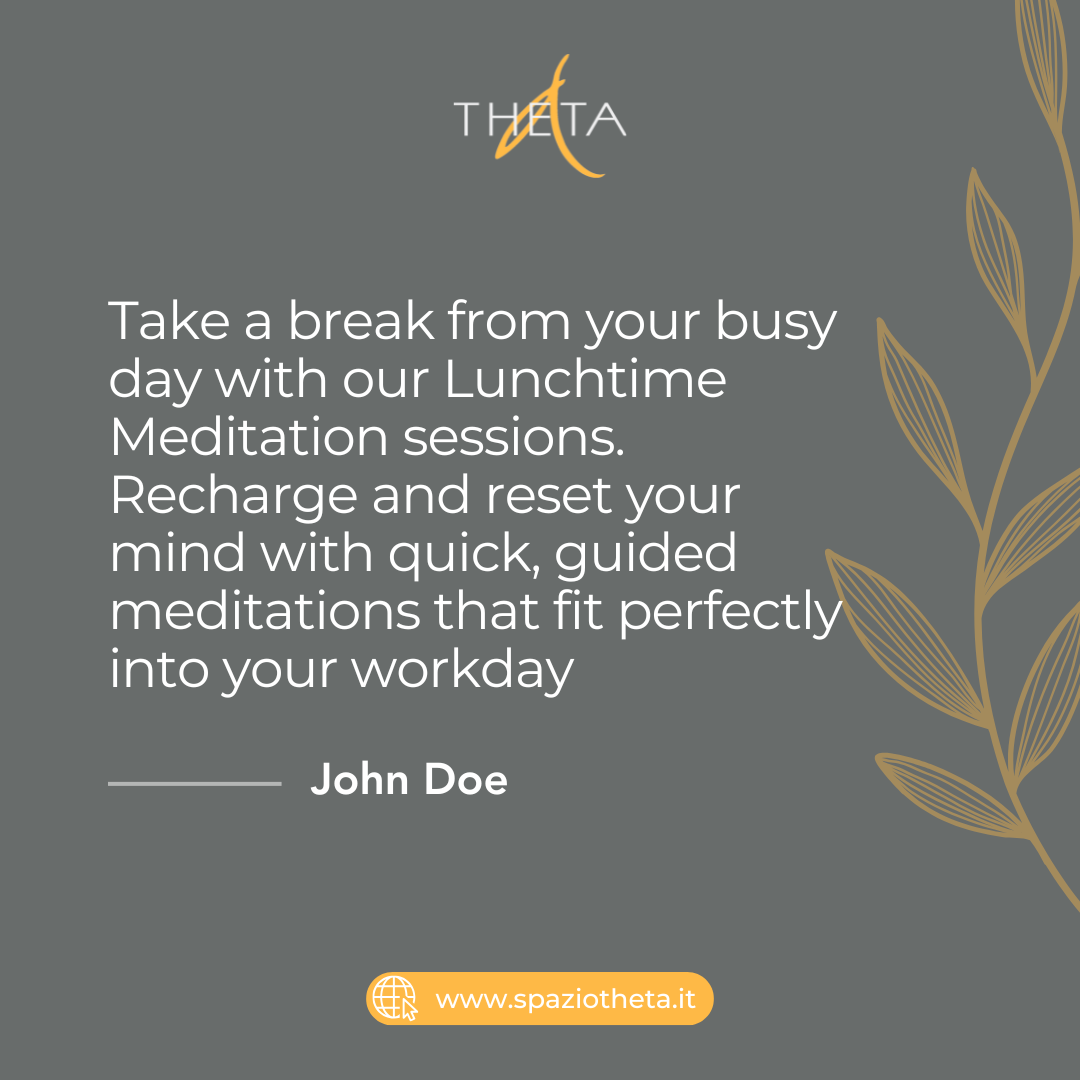 THETA
Take a break from your busy
day with our Lunchtime
Meditation sessions.
Recharge and reset your
mind with quick, guided
meditations that fit perfectly
into your workday
John Doe
www.spaziotheta.it